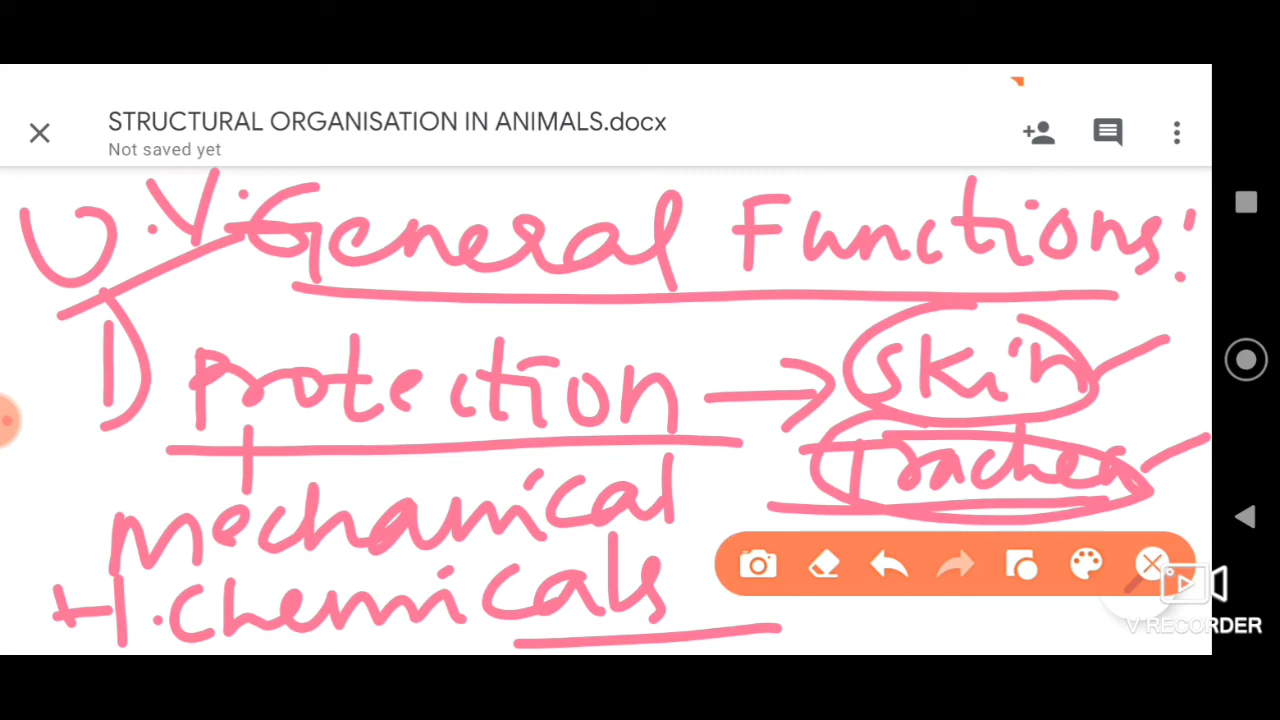 STRUCTURAL ORGANISATION IN ANIMALS.docx
Not saved yet
U.V. General Functions:
1) Protection → Skin
Trachea
Mechanical
H. Chemicals
V RECORDER